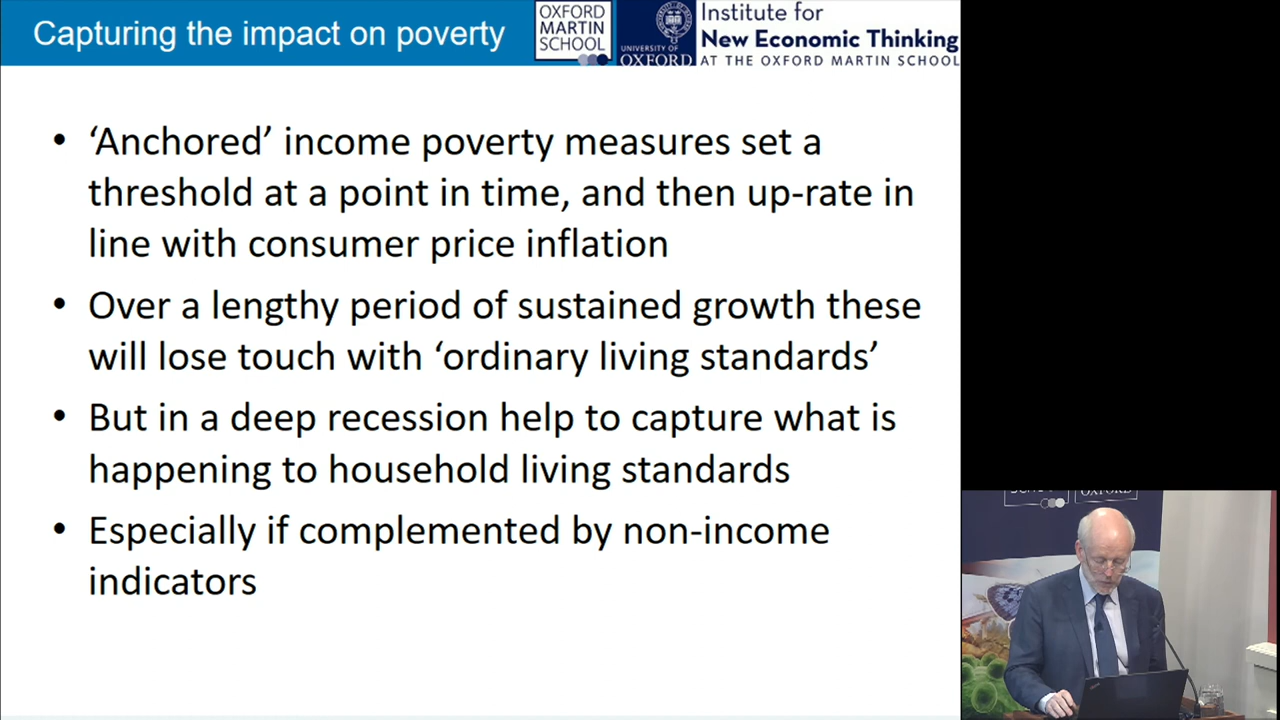 Capturing the impact on poverty
OXFORD
MARTIN
SCHOOL
UNIVERSITY OF
OXFORD
Institute for
New Economic Thinking
AT THE OXFORD MARTIN SCHOOL
• ‘Anchored’ income poverty measures set a
threshold at a point in time, and then up-rate in
line with consumer price inflation
• Over a lengthy period of sustained growth these
will lose touch with ‘ordinary living standards’
• But in a deep recession help to capture what is
happening to household living standards
• Especially if complemented by non-income
indicators
OXFORD